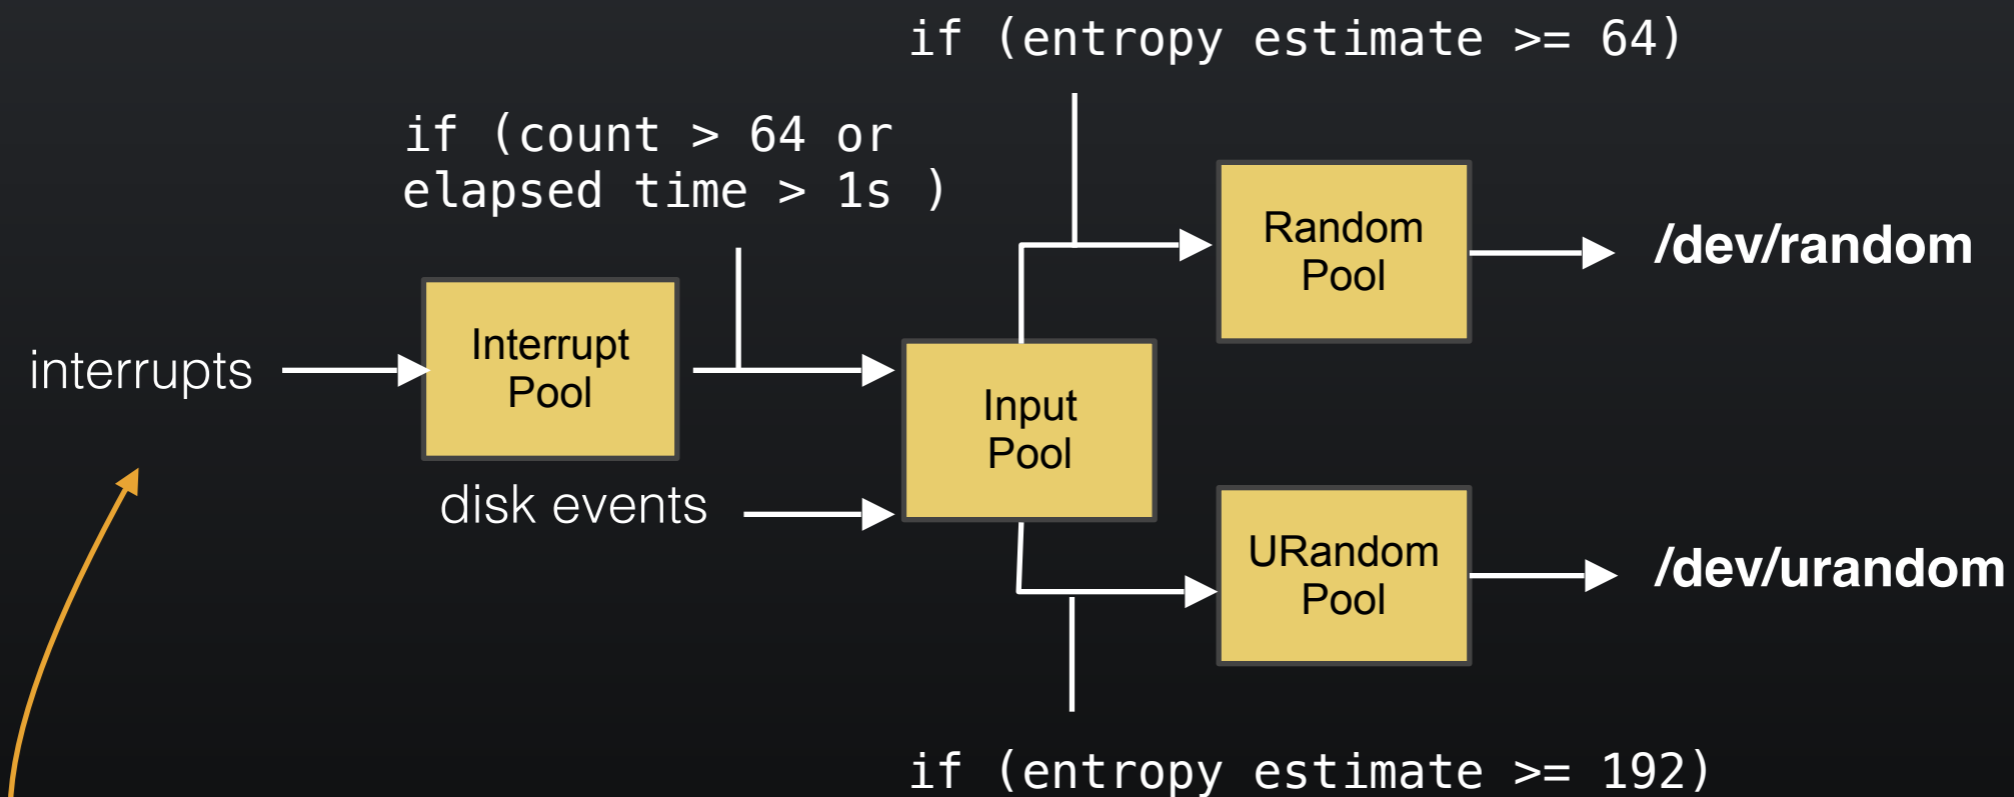 if (entropy estimate >= 64)
if (count > 64 or
elapsed time > 1s )
Random
Pool
/dev/random
interrupts
Interrupt
Pool
Input
Pool
disk events
URandom
Pool
/dev/urandom
if (entropy estimate >= 192)